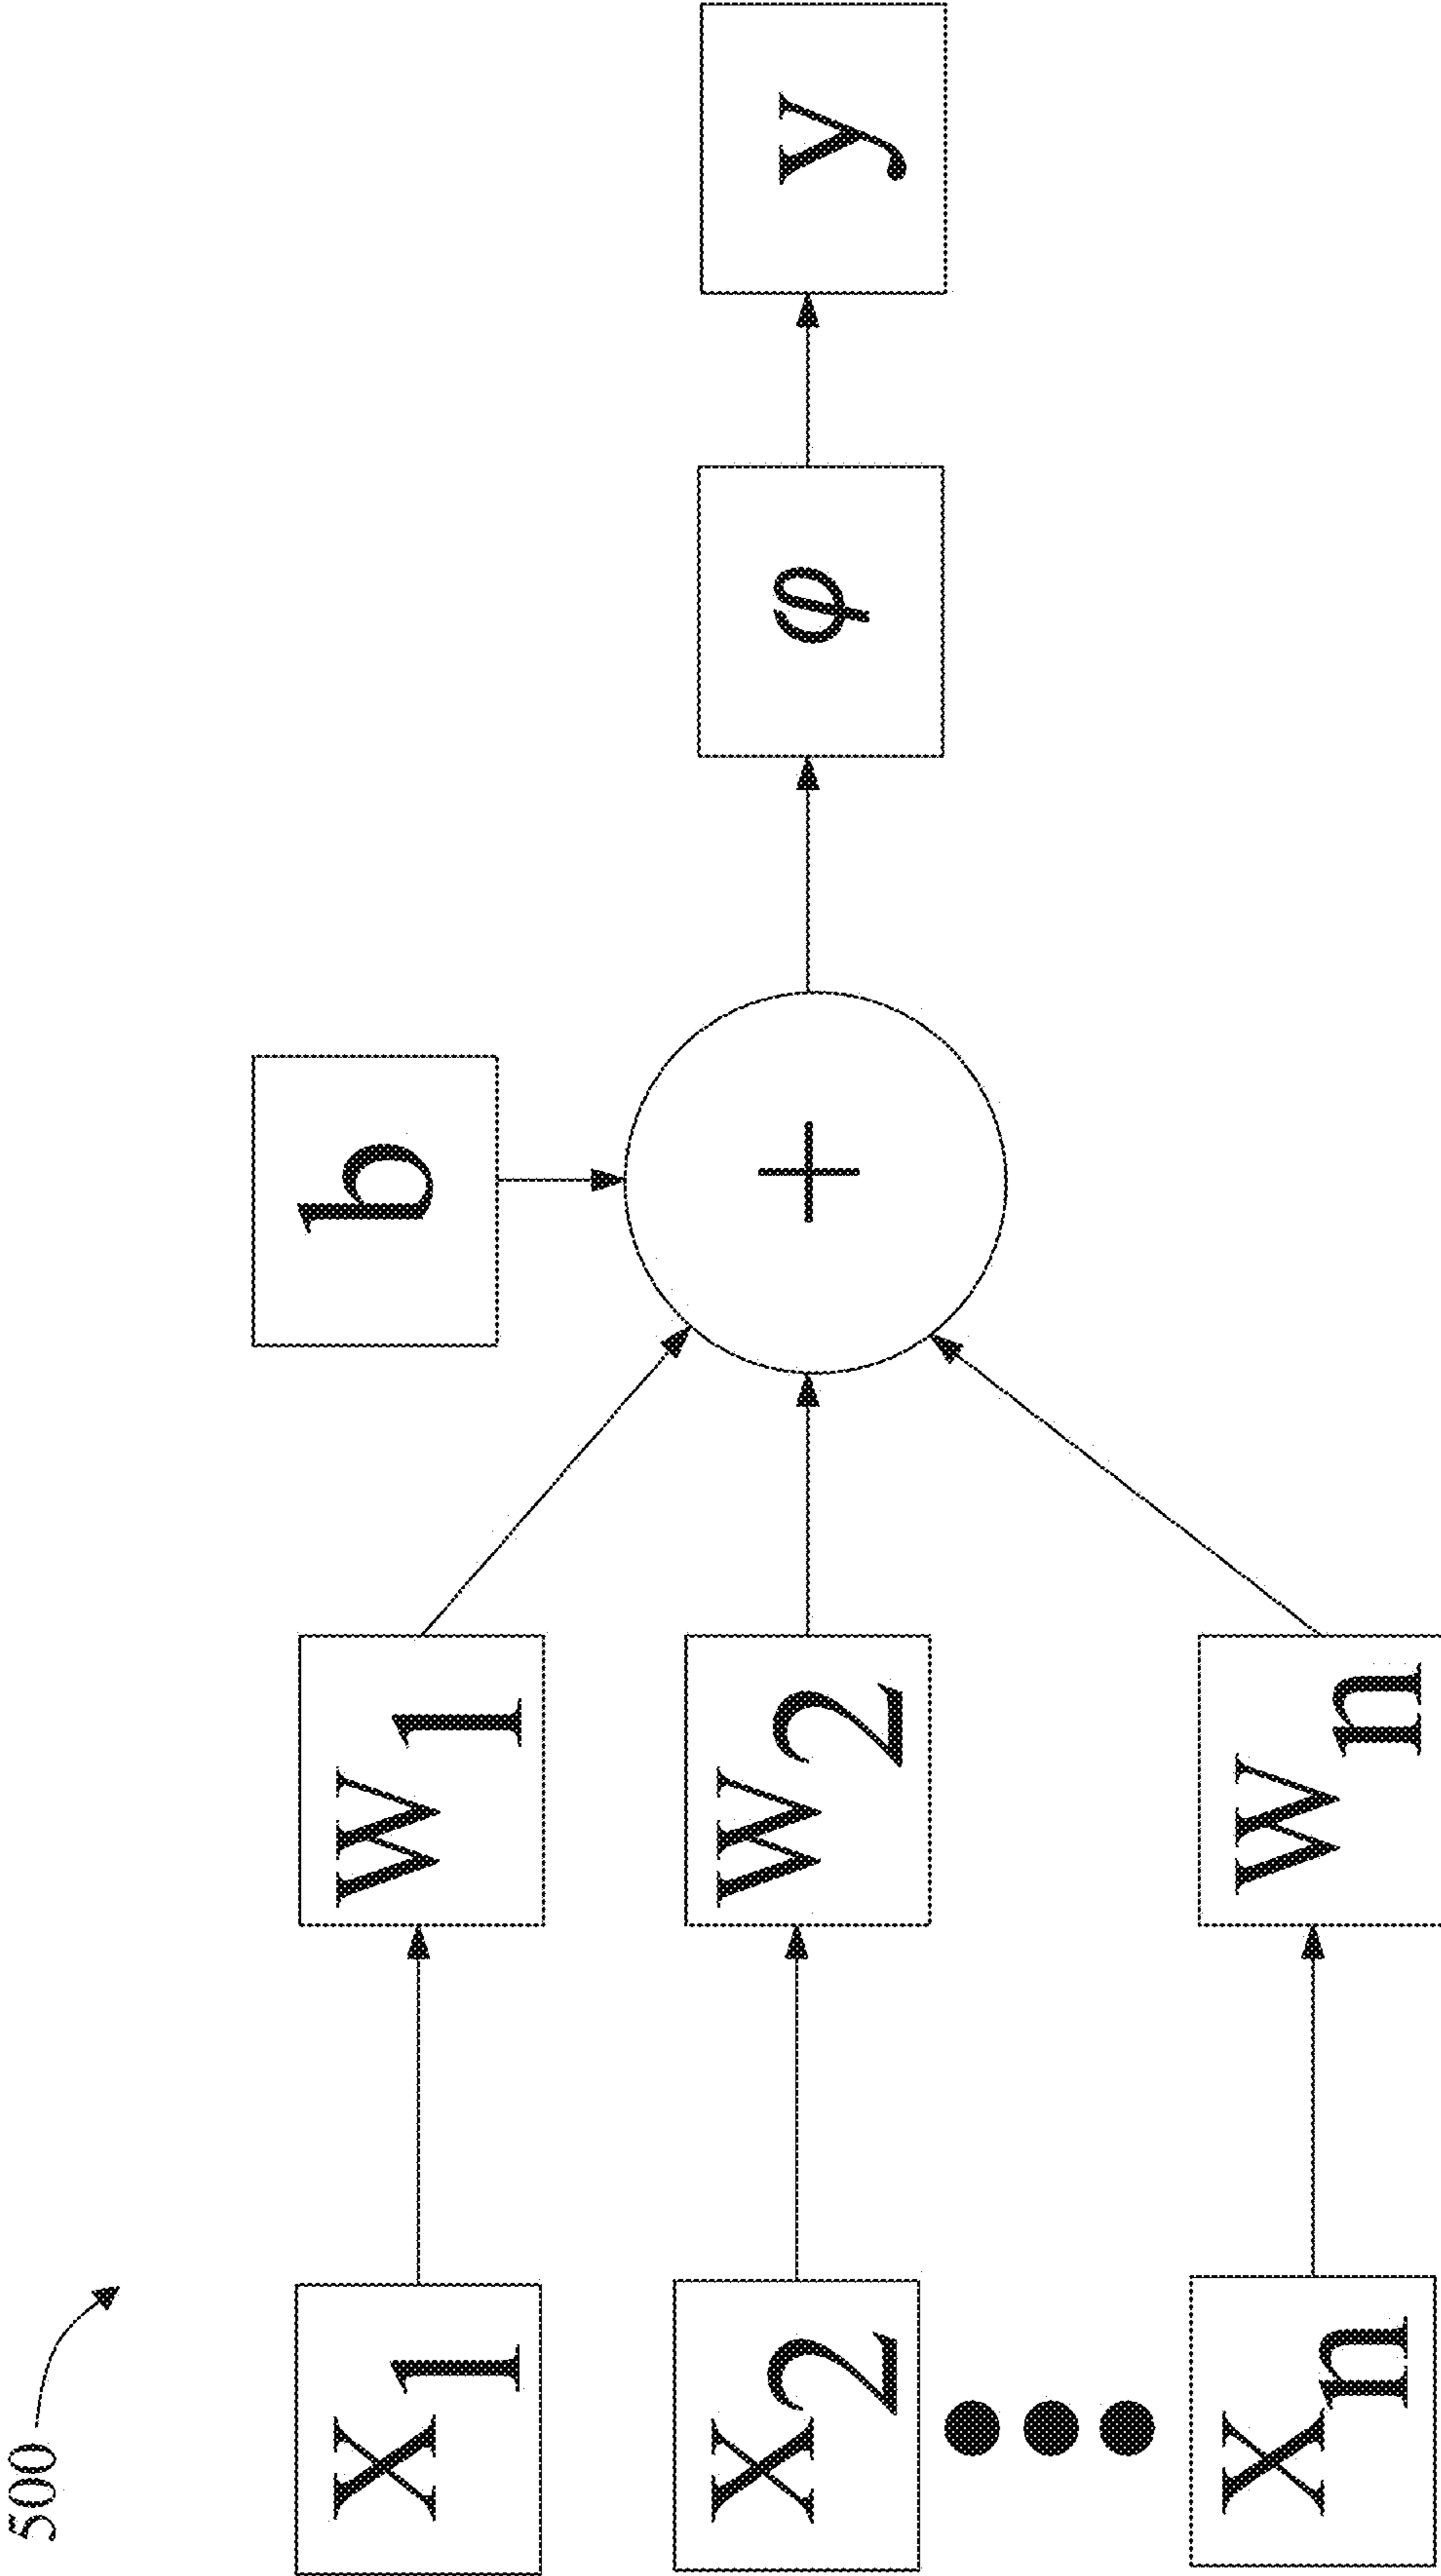 500
b
x₁ w₁
x₂ w₂ + φ y
xₙ wₙ